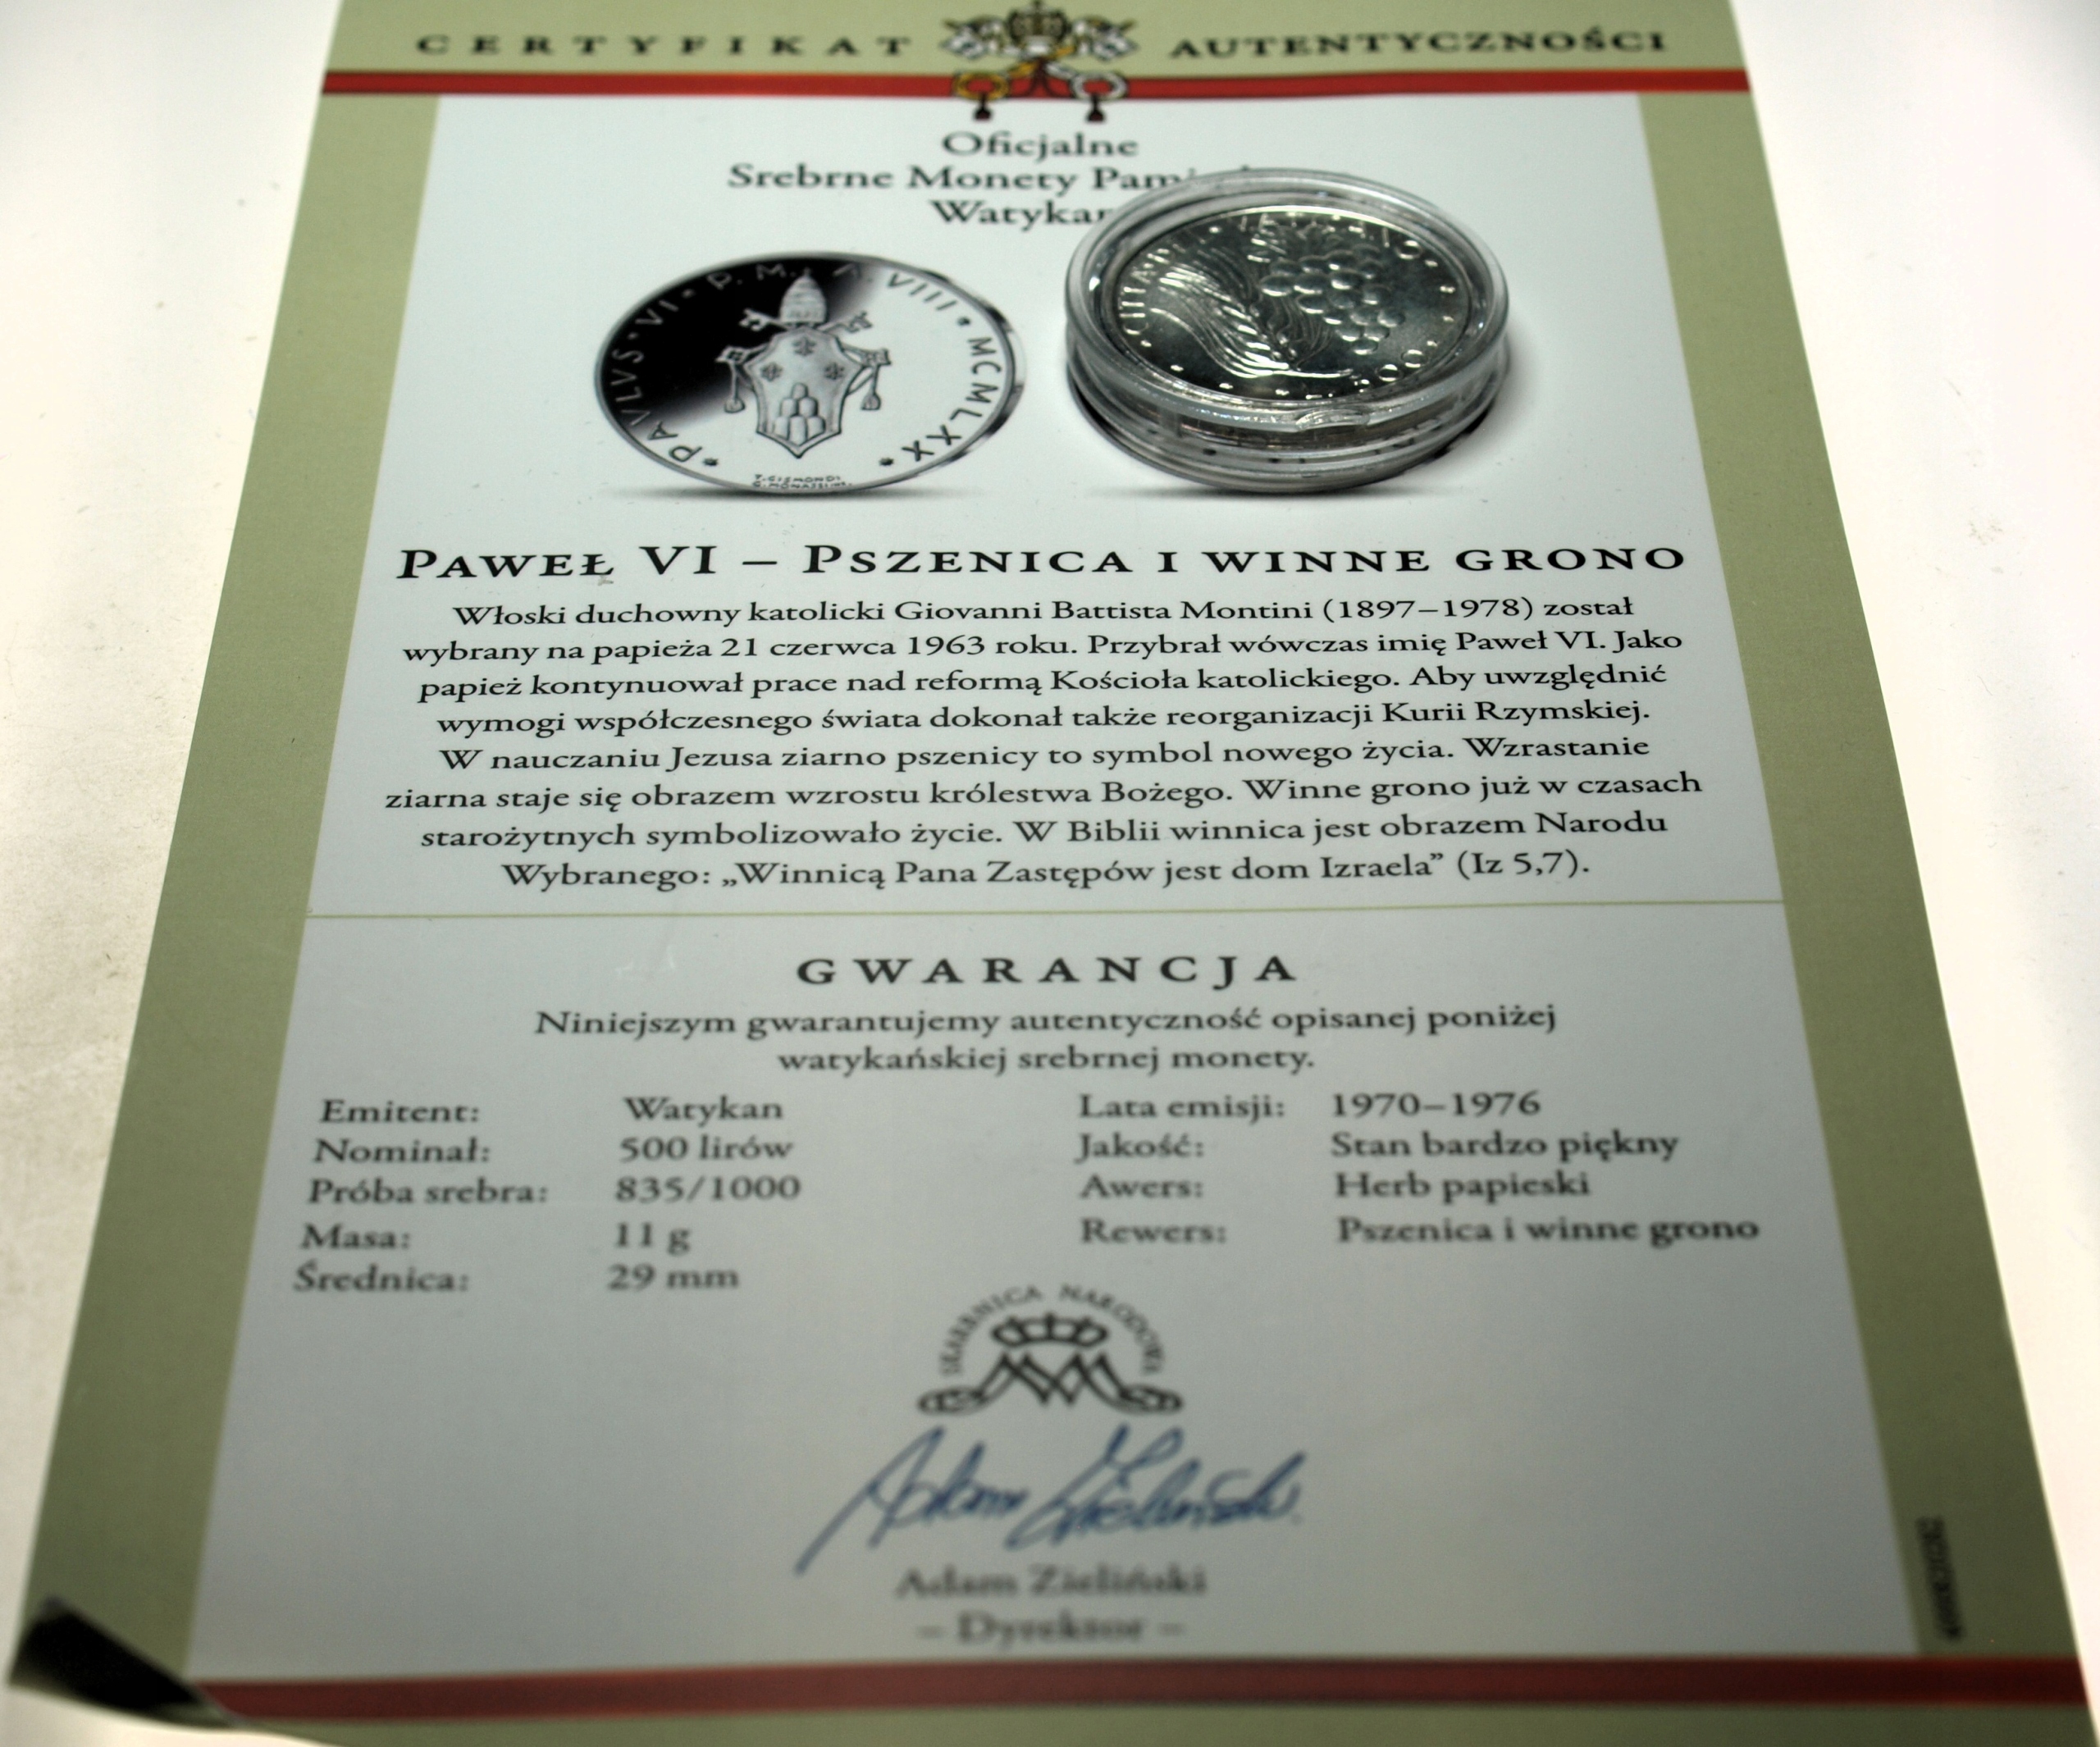 CERTYFIKAT AUTENTYCZNOŚCI
Oficjalne
Srebrne Monety
PAVLVS · VI · P. M. A. VIII · MCMLXX
Paweł VI – Pszenica i winne grono
Włoski duchowny katolicki Giovanni Battista Montini (1897–1978) został
wybrany na papieża 21 czerwca 1963 roku. Przybrał wówczas imię Paweł VI. Jako
papież kontynuował prace nad reformą Kościoła katolickiego. Aby uwzględnić
wymogi współczesnego świata dokonał także reorganizacji Kurii Rzymskiej.
W nauczaniu Jezusa ziarno pszenicy to symbol nowego życia. Wzrastanie
ziarna staje się obrazem wzrostu królestwa Bożego. Winne grono już w czasach
starożytnych symbolizowało życie. W Biblii winnica jest obrazem Narodu
Wybranego: „Winnicą Pana Zastępów jest dom Izraela” (Iz 5,7).
GWARANCJA
Niniejszym gwarantujemy autentyczność opisanej poniżej
watykańskiej srebrnej monety.
Emitent: Watykan
Nominał: 500 lirów
Próba srebra: 835/1000
Masa: 11 g
Średnica: 29 mm
Lata emisji: 1970–1976
Jakość: Stan bardzo piękny
Awers: Herb papieski
Rewers: Pszenica i winne grono
SKARBNICA NARODOWA
Adam Zieliński
Adam Zieliński
– Dyrektor –